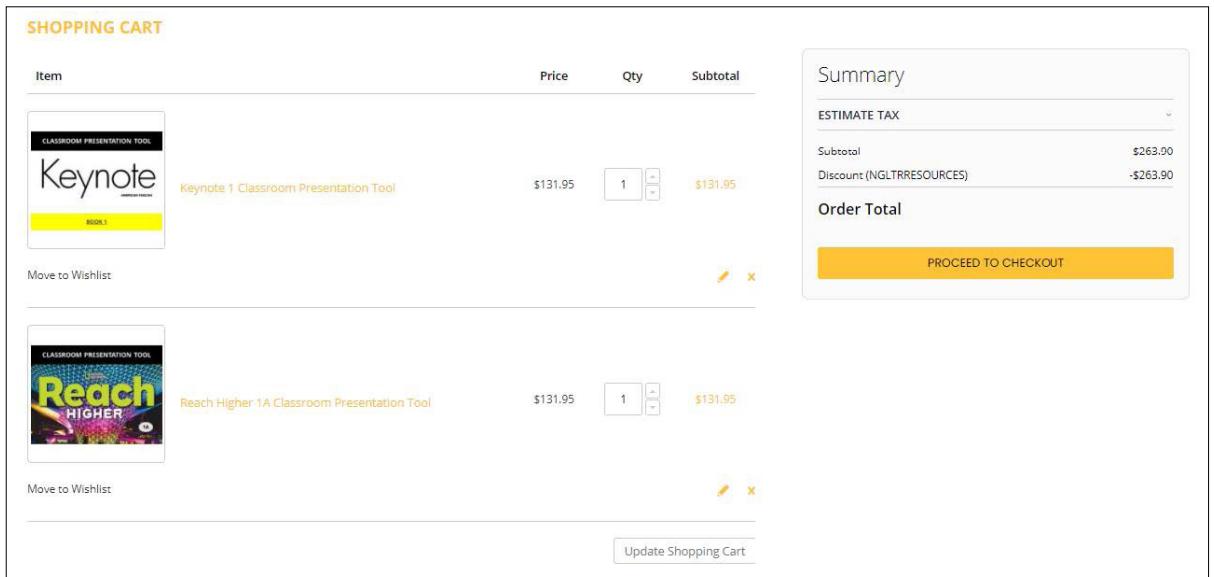 SHOPPING CART
Item Price Qty Subtotal
CLASSROOM PRESENTATION TOOL
Keynote
BOOK 1
Keynote 1 Classroom Presentation Tool
$131.95 1 $131.95
Move to Wishlist
CLASSROOM PRESENTATION TOOL
Reach
HIGHER
1A
Reach Higher 1A Classroom Presentation Tool
$131.95 1 $131.95
Move to Wishlist
Update Shopping Cart
Summary
ESTIMATE TAX
Subtotal $263.90
Discount (NGLTRRESOURCES) -$263.90
Order Total
PROCEED TO CHECKOUT